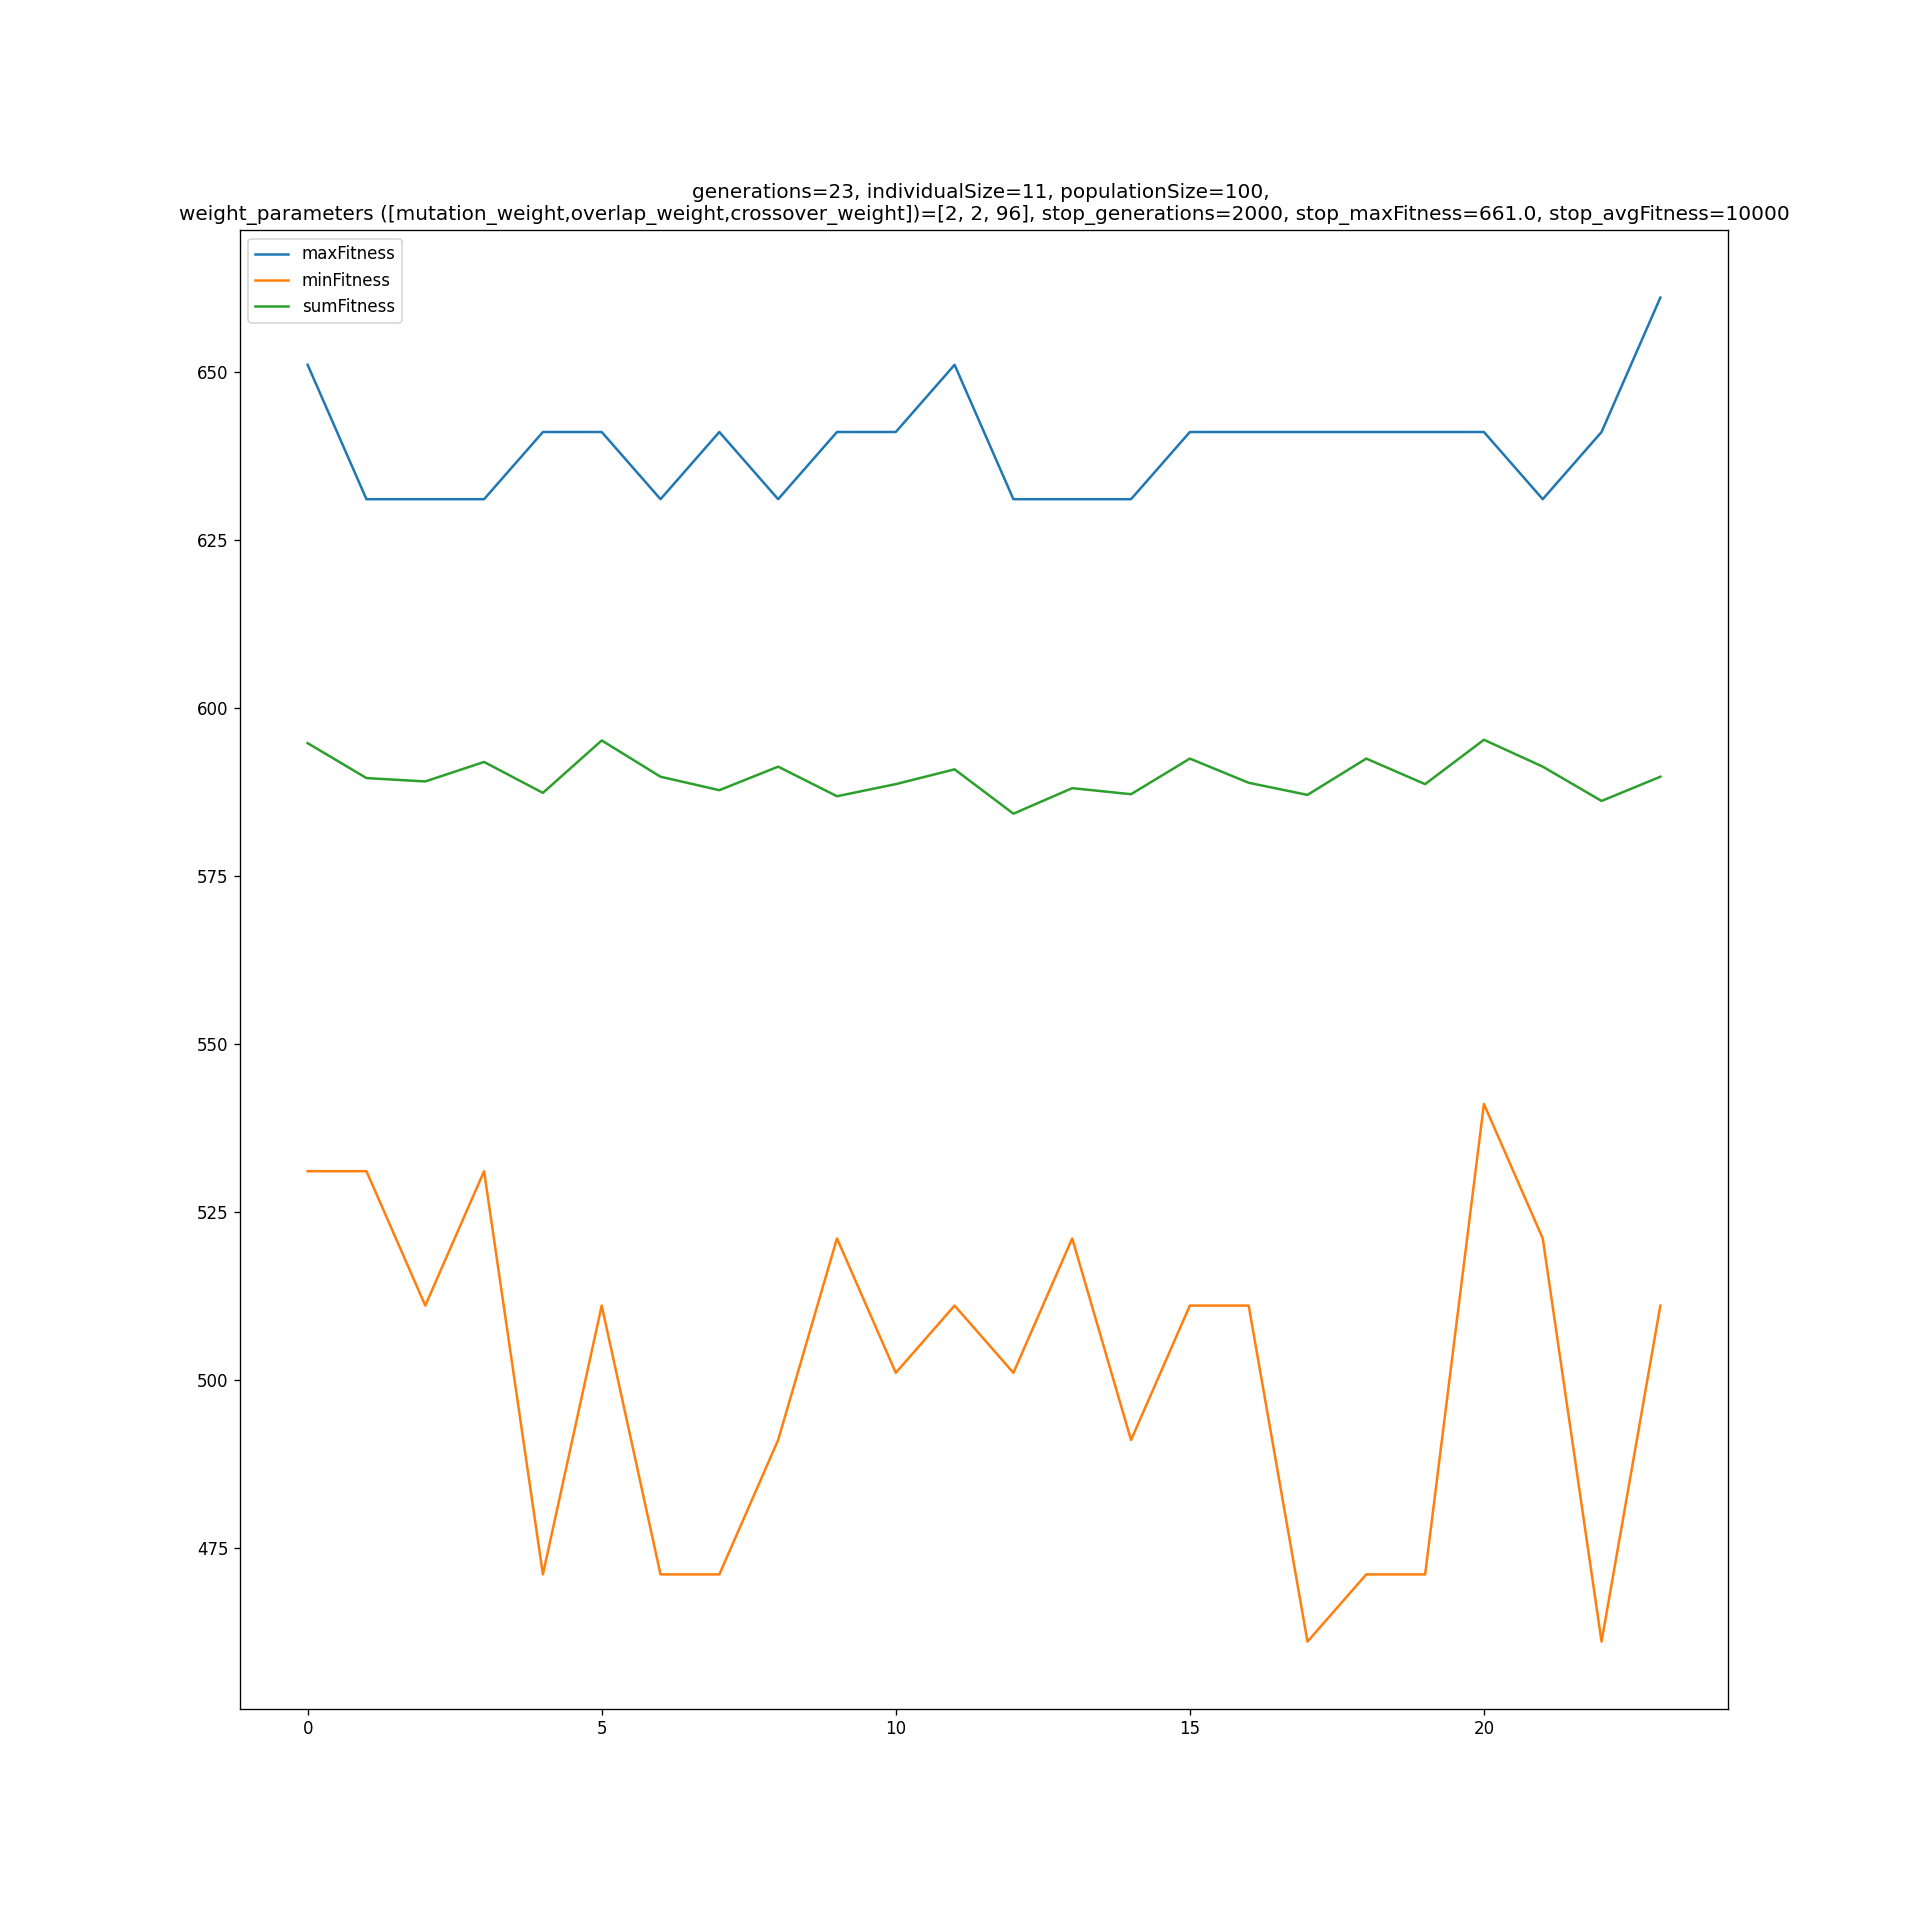 generations=23, individualSize=11, populationSize=100,
weight_parameters ([mutation_weight,overlap_weight,crossover_weight])=[2, 2, 96], stop_generations=2000, stop_maxFitness=661.0, stop_avgFitness=10000
maxFitness
minFitness
sumFitness
650
625
600
575
550
525
500
475
0 5 10 15 20